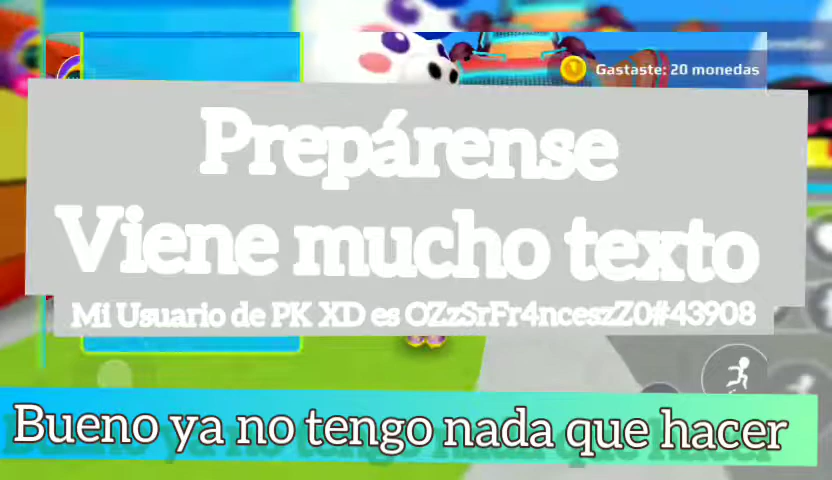 Gastaste: 20 monedas
Prepárense
Viene mucho texto
Mi Usuario de PK XD es OZzSrFr4nceszZ0#43908
Bueno ya no tengo nada que hacer